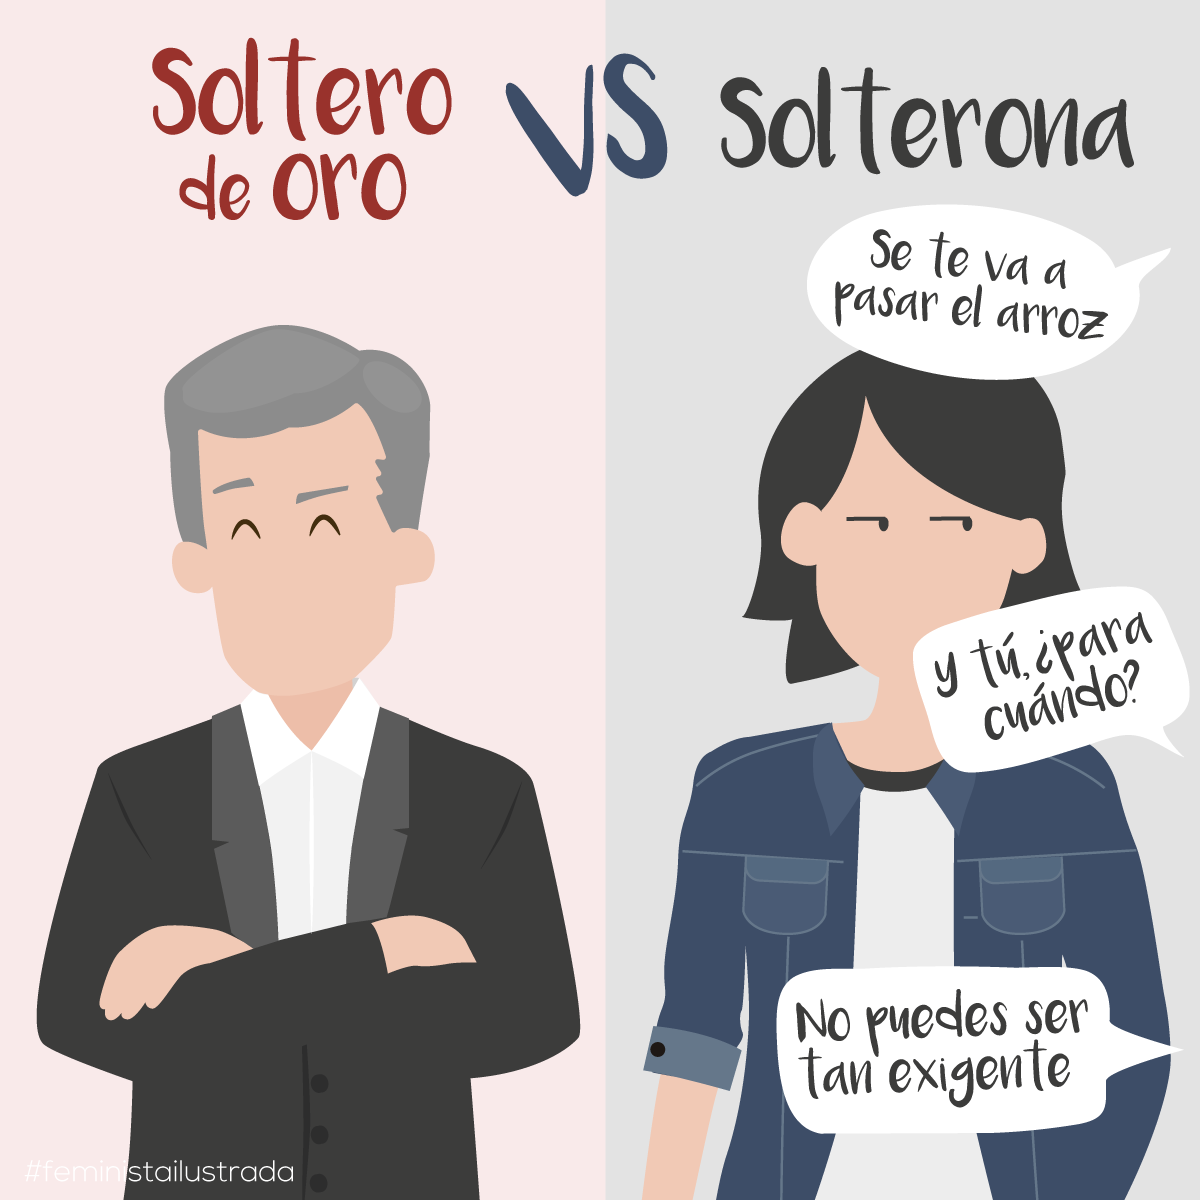 Soltero
de oro
VS
Solterona
Se te va a
pasar el arroz
y tú, ¿para
cuándo?
No puedes ser
tan exigente
#feministailustrada